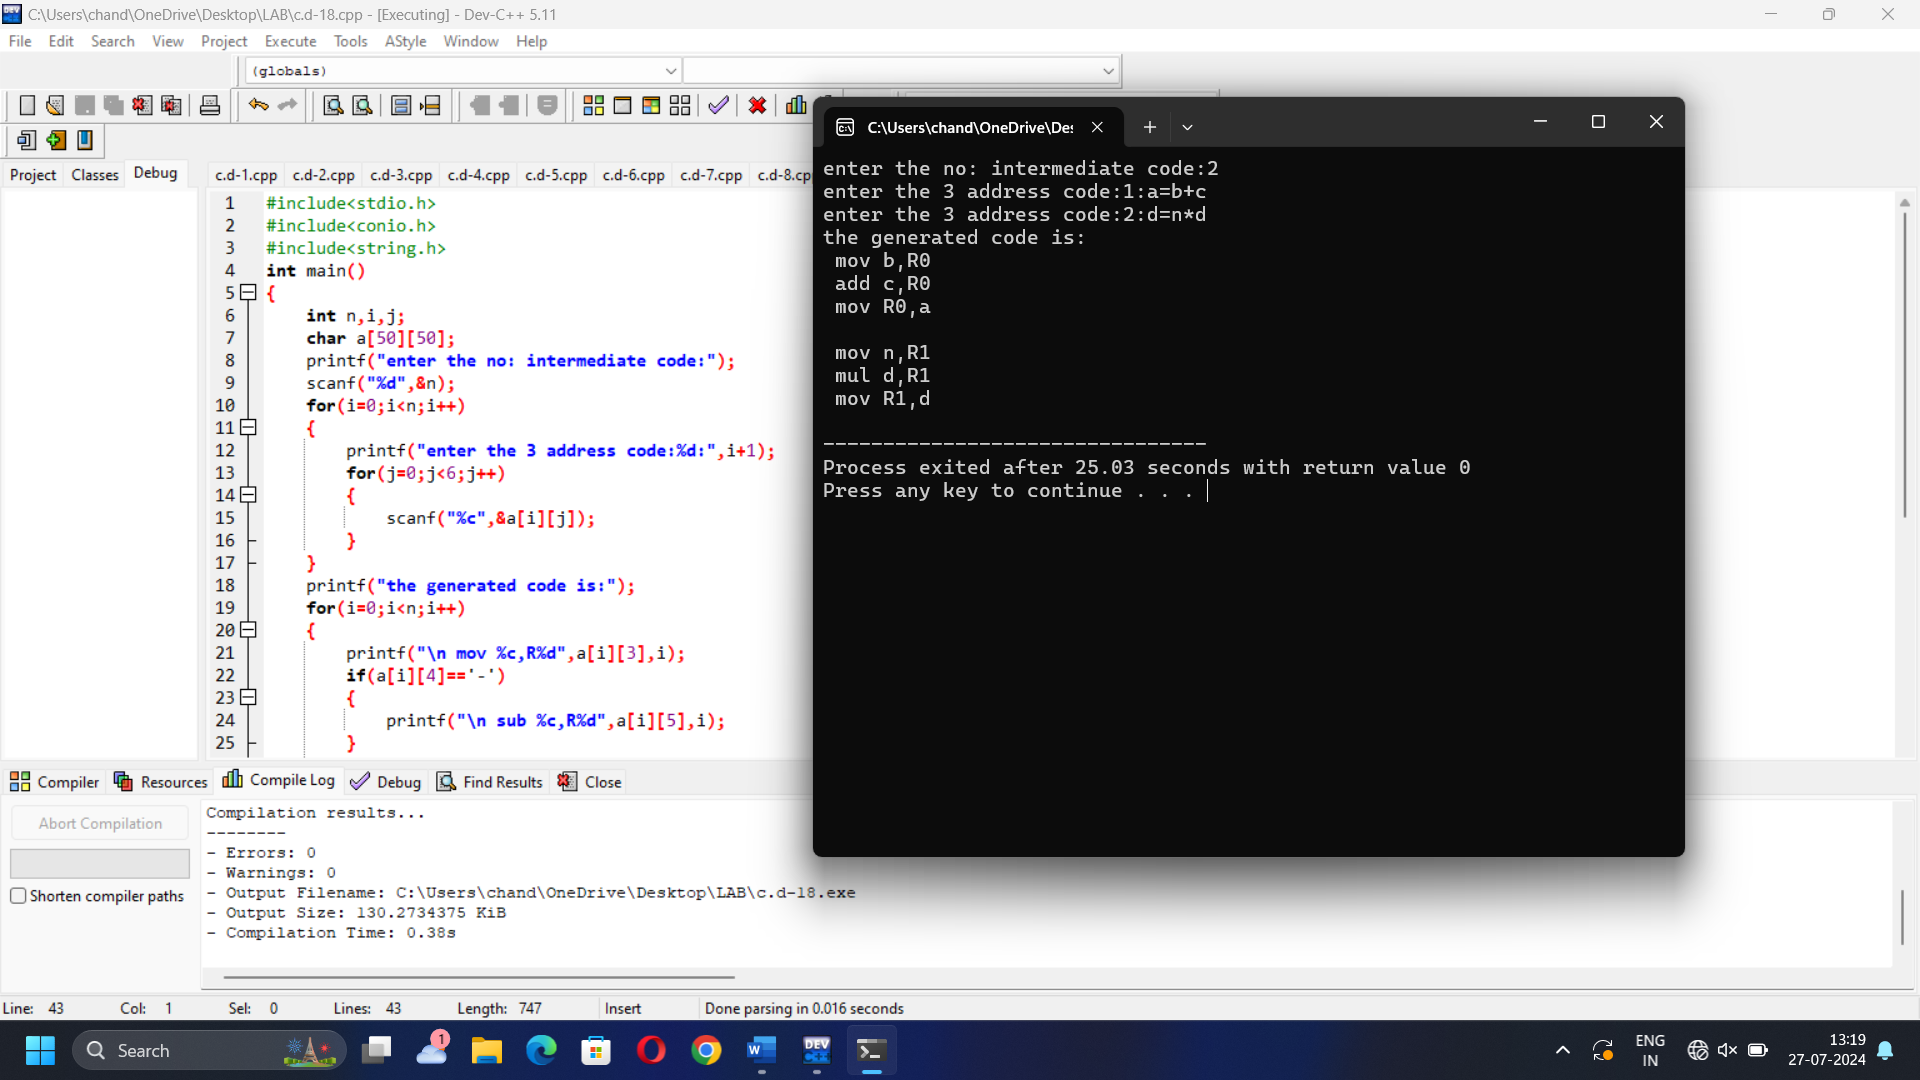 C:\Users\chand\OneDrive\Desktop\LAB\c.d-18.cpp - [Executing] - Dev-C++ 5.11
File Edit Search View Project Execute Tools AStyle Window Help
(globals)
Project Classes Debug
c.d-1.cpp c.d-2.cpp c.d-3.cpp c.d-4.cpp c.d-5.cpp c.d-6.cpp c.d-7.cpp c.d-8.cp
1 #include<stdio.h>
2 #include<conio.h>
3 #include<string.h>
4 int main()
5 {
6 int n,i,j;
7 char a[50][50];
8 printf("enter the no: intermediate code:");
9 scanf("%d",&n);
10 for(i=0;i<n;i++)
11 {
12 printf("enter the 3 address code:%d:",i+1);
13 for(j=0;j<6;j++)
14 {
15 scanf("%c",&a[i][j]);
16 }
17 }
18 printf("the generated code is:");
19 for(i=0;i<n;i++)
20 {
21 printf("\n mov %c,R%d",a[i][3],i);
22 if(a[i][4]=='-')
23 {
24 printf("\n sub %c,R%d",a[i][5],i);
25 }
C:\Users\chand\OneDrive\Des
enter the no: intermediate code:2
enter the 3 address code:1:a=b+c
enter the 3 address code:2:d=n*d
the generated code is:
mov b,R0
add c,R0
mov R0,a
mov n,R1
mul d,R1
mov R1,d
--------------------------------
Process exited after 25.03 seconds with return value 0
Press any key to continue . . .
Compiler Resources Compile Log Debug Find Results Close
Abort Compilation
Shorten compiler paths
Compilation results...
--------
- Errors: 0
- Warnings: 0
- Output Filename: C:\Users\chand\OneDrive\Desktop\LAB\c.d-18.exe
- Output Size: 130.2734375 KiB
- Compilation Time: 0.38s
Line: 43 Col: 1 Sel: 0 Lines: 43 Length: 747 Insert Done parsing in 0.016 seconds
Search
1
DEV
ENG
IN
13:19
27-07-2024